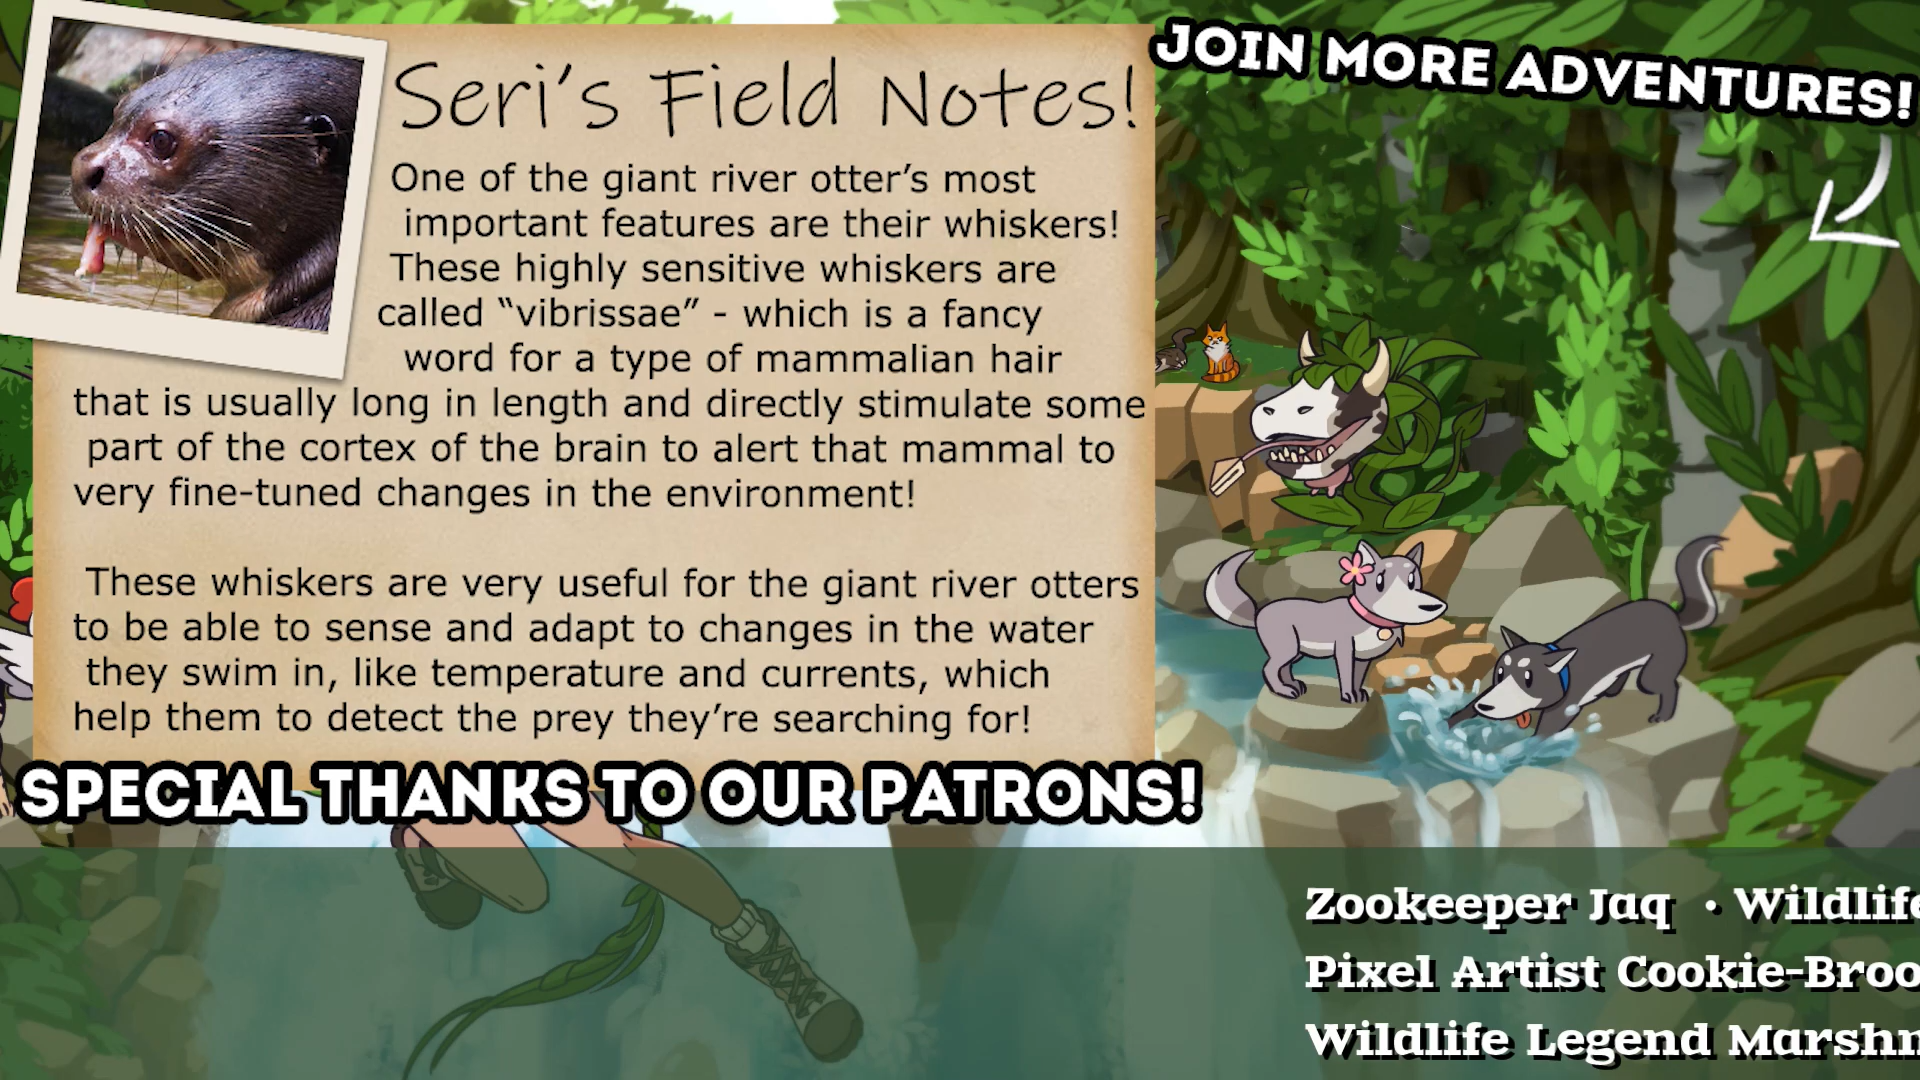 Seri's Field Notes!
One of the giant river otter's most
important features are their whiskers!
These highly sensitive whiskers are
called “vibrissae” - which is a fancy
word for a type of mammalian hair
that is usually long in length and directly stimulate some
part of the cortex of the brain to alert that mammal to
very fine-tuned changes in the environment!
These whiskers are very useful for the giant river otters
to be able to sense and adapt to changes in the water
they swim in, like temperature and currents, which
help them to detect the prey they're searching for!
JOIN MORE ADVENTURES!
SPECIAL THANKS TO OUR PATRONS!
Zookeeper Jaq • Wildlife
Pixel Artist Cookie-Broo
Wildlife Legend Marshm